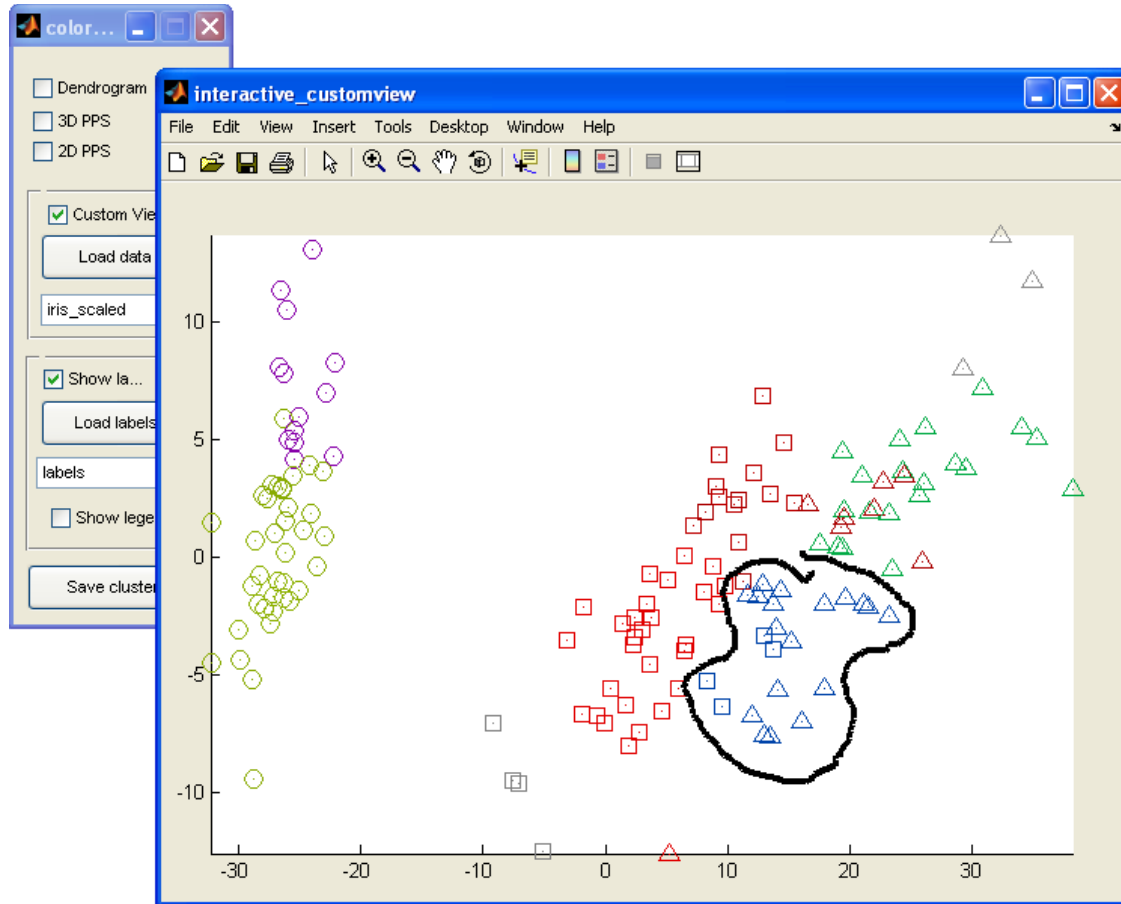 color...
Dendrogram
3D PPS
2D PPS
Custom Vie
Load data
iris_scaled
Show la...
Load labels
labels
Show lege
Save cluster
interactive_customview
File Edit View Insert Tools Desktop Window Help
10
5
0
-5
-10
-30 -20 -10 0 10 20 30